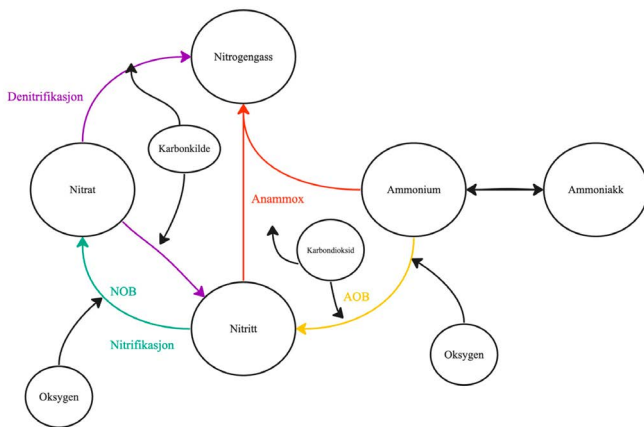 Nitrogengass
Denitrifikasjon
Karbonkilde
Nitrat
Ammonium
Ammoniakk
Anammox
Karbondioksid
NOB
AOB
Nitritt
Nitrifikasjon
Oksygen
Oksygen